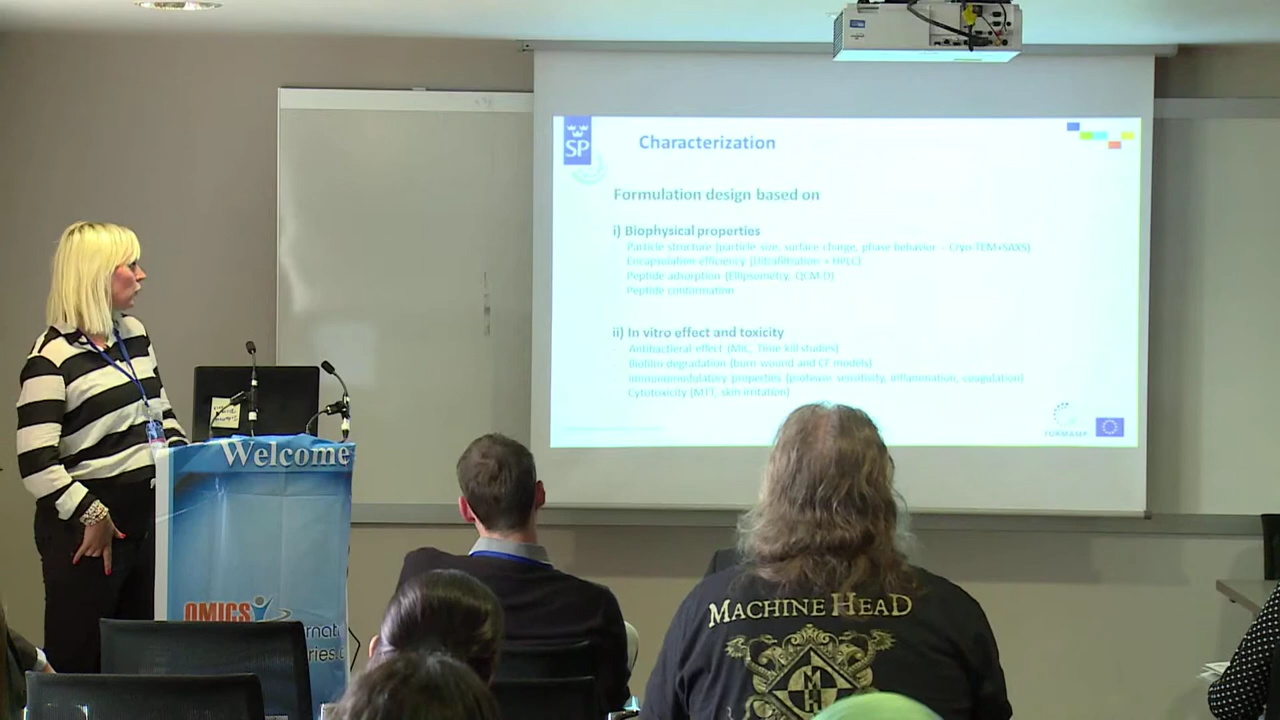 SP
Characterization
Formulation design based on
i) Biophysical properties
Particle structure (particle size, surface charge, phase behavior – Cryo-TEM+SAXS)
Encapsulation efficiency (Ultrafiltration + HPLC)
Peptide adsorption (Ellipsometry, QCM-D)
Peptide conformation
ii) In vitro effect and toxicity
Antibacterial effect (MIC, Time kill studies)
Biofilm degradation (burn wound and CF models)
Immunomodulatory properties (protease sensitivity, inflammation, coagulation)
Cytotoxicity (MTT, skin irritation)
FORMAMP
Welcome
OMICS
MACHINE HEAD